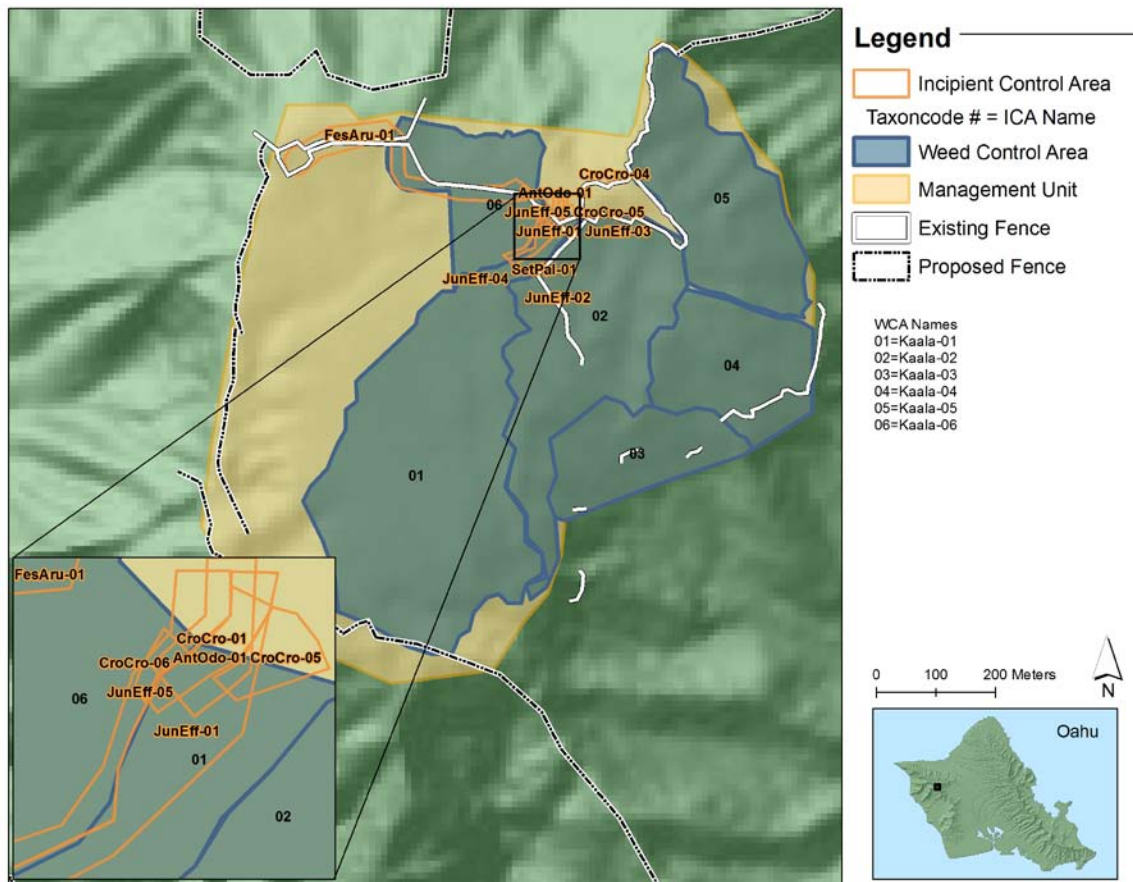 Legend
Incipient Control Area
Taxoncode # = ICA Name
Weed Control Area
Management Unit
Existing Fence
Proposed Fence
WCA Names
01=Kaala-01
02=Kaala-02
03=Kaala-03
04=Kaala-04
05=Kaala-05
06=Kaala-06
FesAru-01
CroCro-04
05
AntOdo-01
06
JunEff-05
CroCro-05
JunEff-01
JunEff-03
SetPal-01
JunEff-04
JunEff-02
02
04
03
01
FesAru-01
CroCro-01
CroCro-06
AntOdo-01
CroCro-05
06
JunEff-05
JunEff-01
01
02
0 100 200 Meters
N
Oahu